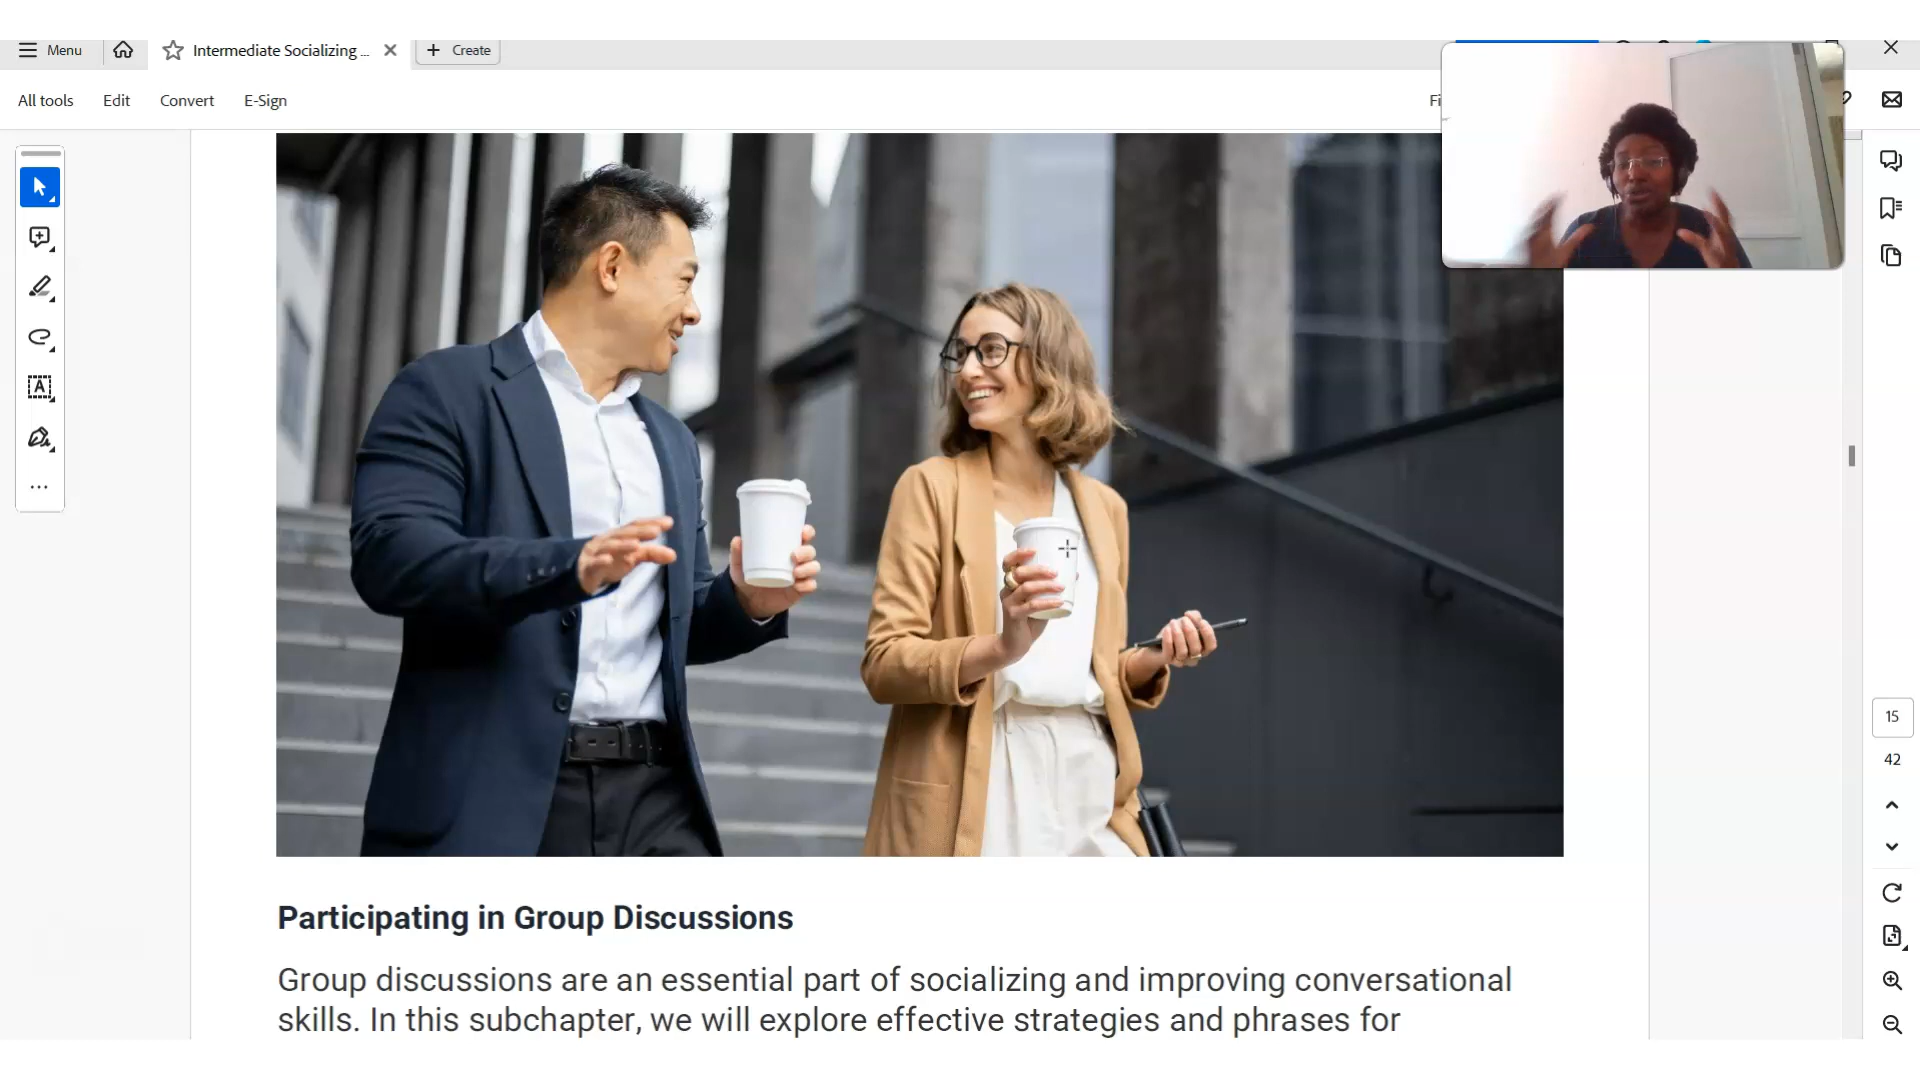 Menu
Intermediate Socializing ...
Create
All tools
Edit
Convert
E-Sign
Fi
A
15
42
Participating in Group Discussions
Group discussions are an essential part of socializing and improving conversational
skills. In this subchapter, we will explore effective strategies and phrases for